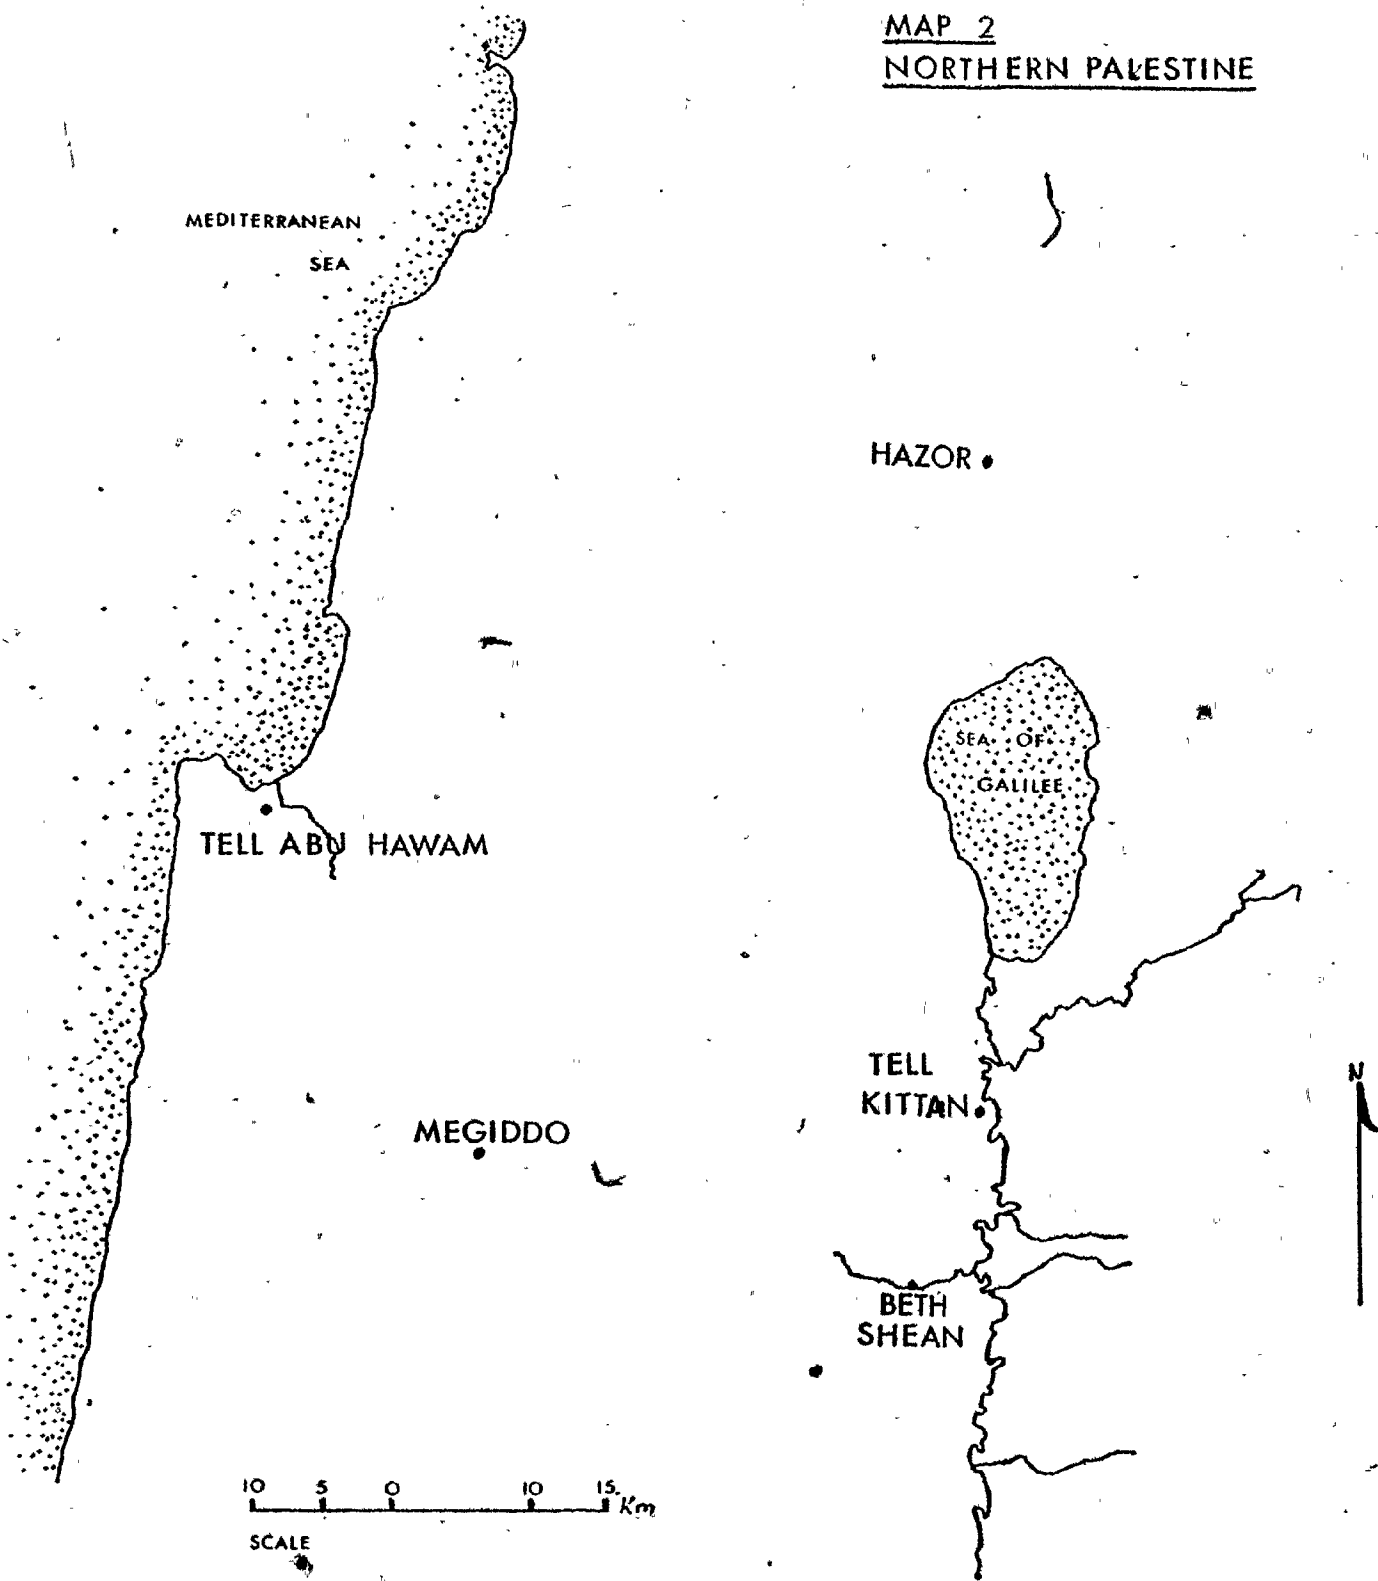 MAP 2
NORTHERN PALESTINE
MEDITERRANEAN
SEA
HAZOR
SEA OF
GALILEE
TELL ABU HAWAM
TELL
KITTAN
N
MEGIDDO
BETH
SHEAN
10 5 0 10 15 Km
SCALE